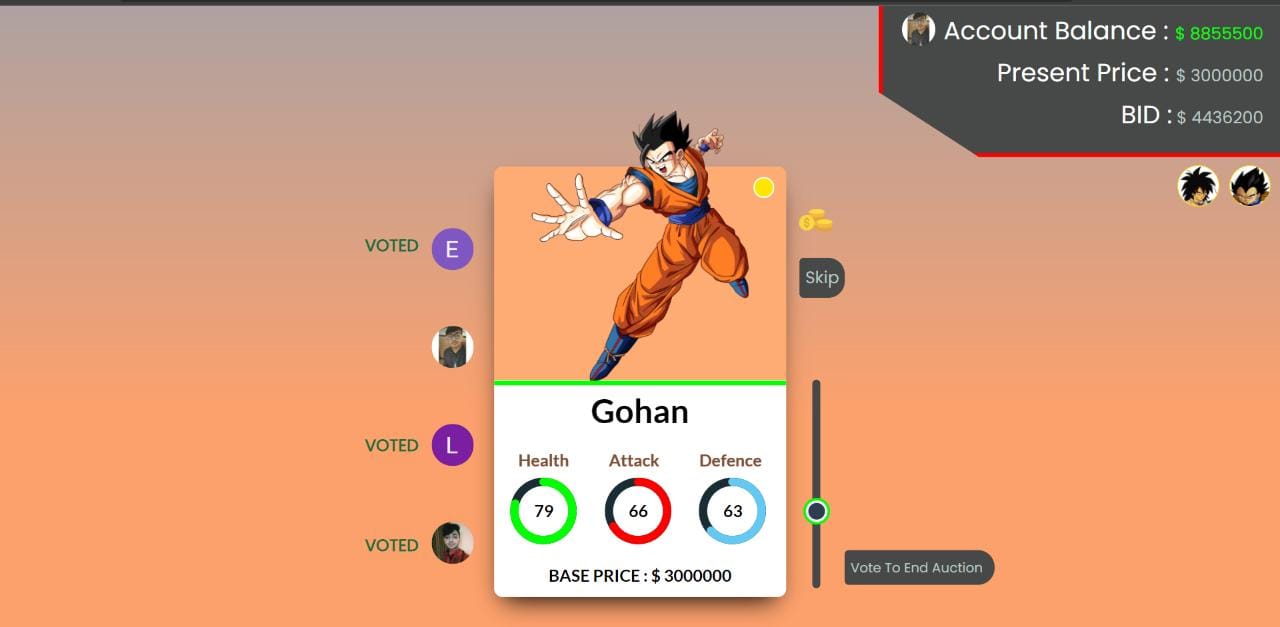 Account Balance : $ 8855500
Present Price : $ 3000000
BID : $ 4436200
VOTED E
Skip
VOTED L
VOTED
Gohan
Health Attack Defence
79 66 63
BASE PRICE : $ 3000000
Vote To End Auction